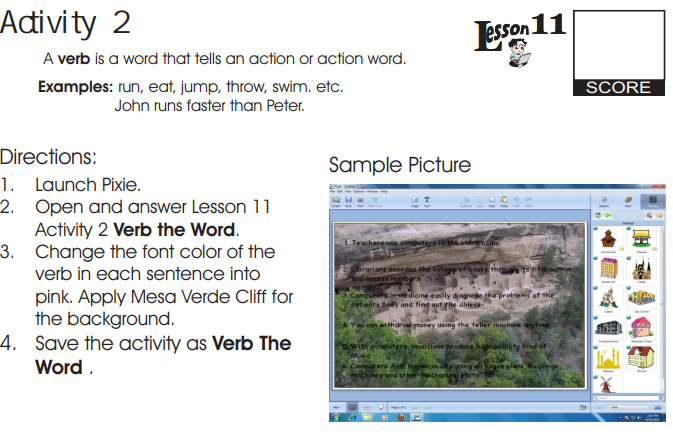 Activity 2
Lesson 11
SCORE
A verb is a word that tells an action or action word.
Examples: run, eat, jump, throw, swim. etc.
John runs faster than Peter.
Directions:
1. Launch Pixie.
2. Open and answer Lesson 11
Activity 2 Verb the Word.
3. Change the font color of the
verb in each sentence into
pink. Apply Mesa Verde Cliff for
the background.
4. Save the activity as Verb The
Word .
Sample Picture
1. Teachers use computers in the classrooms.
2. Librarians encodes the volume of books through its title, author
and access numbers.
3. Computers in medicine easily diagnose the problems of the
patients body and find out the illness.
4. You can withdraw money using the teller machine anytime.
5. With computers, musicians produce high quality kind of
music.
6. Computers Aids man in designing of house plans, buildings,
machines and other mechanical parts.